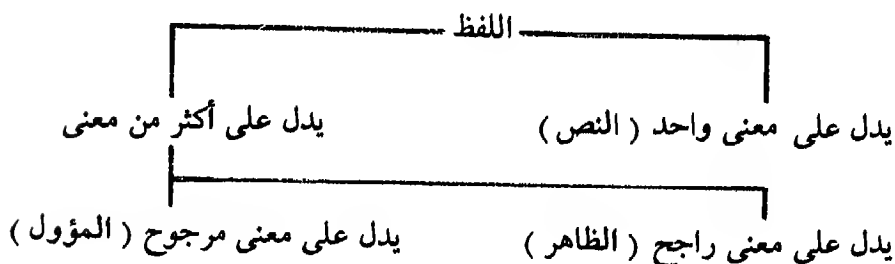 اللفظ
يدل على معنى واحد ( النص ) يدل على أكثر من معنى
يدل على معنى راجح ( الظاهر ) يدل على معنى مرجوح ( المؤول )